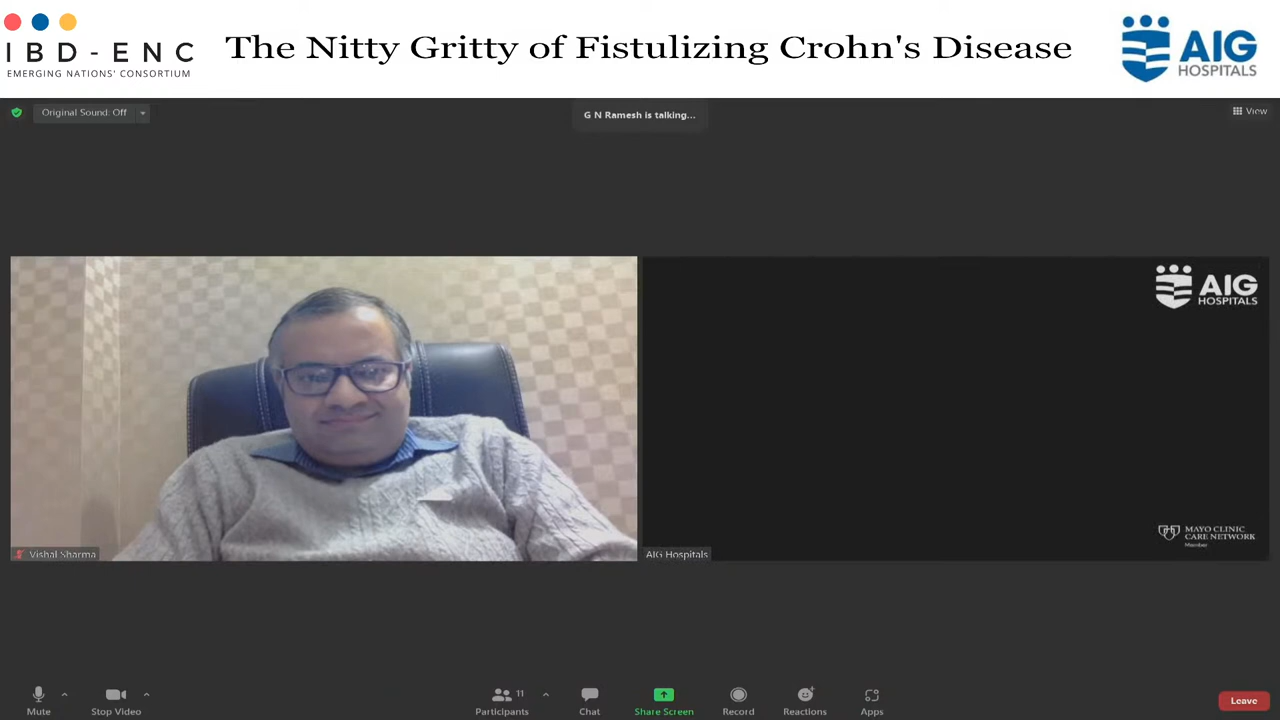 IBD-ENC
EMERGING NATIONS' CONSORTIUM
The Nitty Gritty of Fistulizing Crohn's Disease
AIG
HOSPITALS
Original Sound: Off
G N Ramesh is talking...
View
AIG
HOSPITALS
MAYO CLINIC
CARE NETWORK
Member
Vishal Sharma
AIG Hospitals
Mute
Stop Video
Participants
11
Chat
Share Screen
Record
Reactions
Apps
Leave